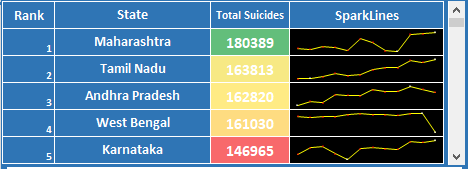 Rank State Total Suicides SparkLines
1 Maharashtra 180389
2 Tamil Nadu 163813
3 Andhra Pradesh 162820
4 West Bengal 161030
5 Karnataka 146965